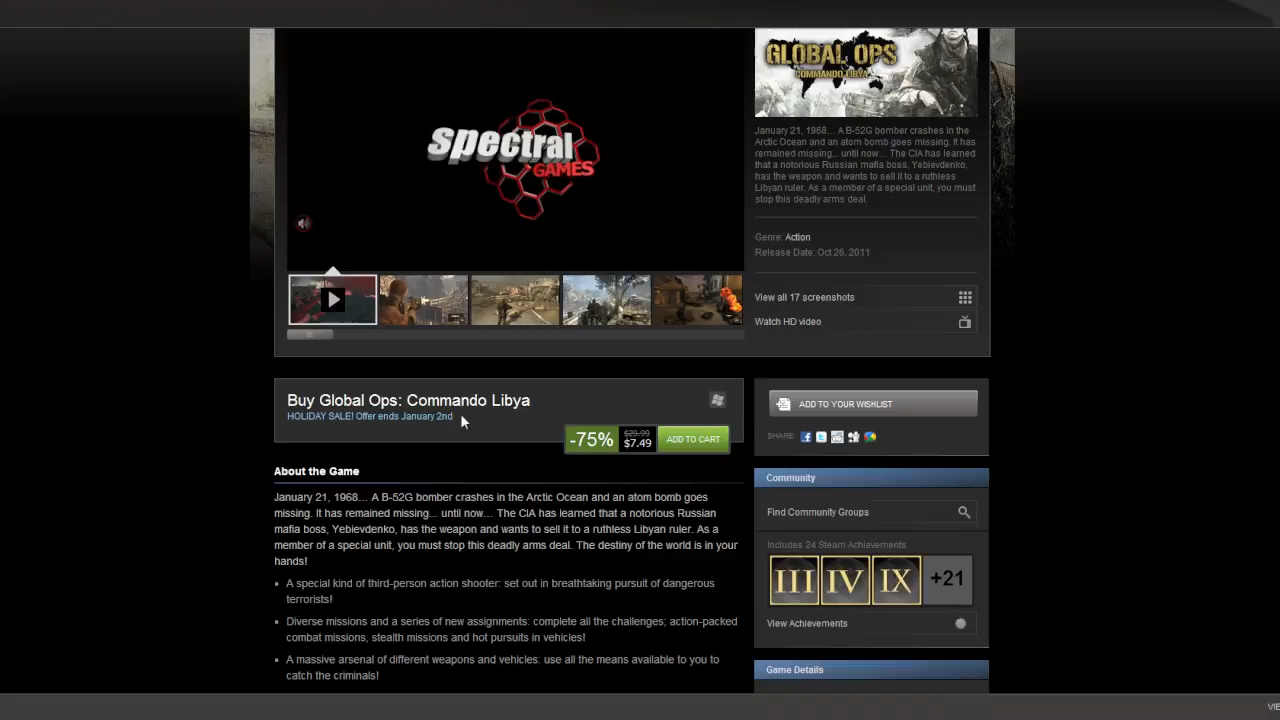 Spectral
GAMES
GLOBAL OPS
COMMANDO LIBYA
January 21, 1968... A B-52G bomber crashes in the
Arctic Ocean and an atom bomb goes missing. It has
remained missing... until now... The CIA has learned
that a notorious Russian mafia boss, Yebievdenko,
has the weapon and wants to sell it to a ruthless
Libyan ruler. As a member of a special unit, you must
stop this deadly arms deal.
Genre: Action
Release Date: Oct 26, 2011
View all 17 screenshots
Watch HD video
Buy Global Ops: Commando Libya
HOLIDAY SALE! Offer ends January 2nd
-75%
$29.99
$7.49
ADD TO CART
About the Game
January 21, 1968... A B-52G bomber crashes in the Arctic Ocean and an atom bomb goes
missing. It has remained missing... until now... The CIA has learned that a notorious Russian
mafia boss, Yebievdenko, has the weapon and wants to sell it to a ruthless Libyan ruler. As a
member of a special unit, you must stop this deadly arms deal. The destiny of the world is in your
hands!
A special kind of third-person action shooter: set out in breathtaking pursuit of dangerous
terrorists!
Diverse missions and a series of new assignments: complete all the challenges; action-packed
combat missions, stealth missions and hot pursuits in vehicles!
A massive arsenal of different weapons and vehicles: use all the means available to you to
catch the criminals!
ADD TO YOUR WISHLIST
SHARE:
Community
Find Community Groups
Includes 24 Steam Achievements
III IV IX +21
View Achievements
Game Details
VIE